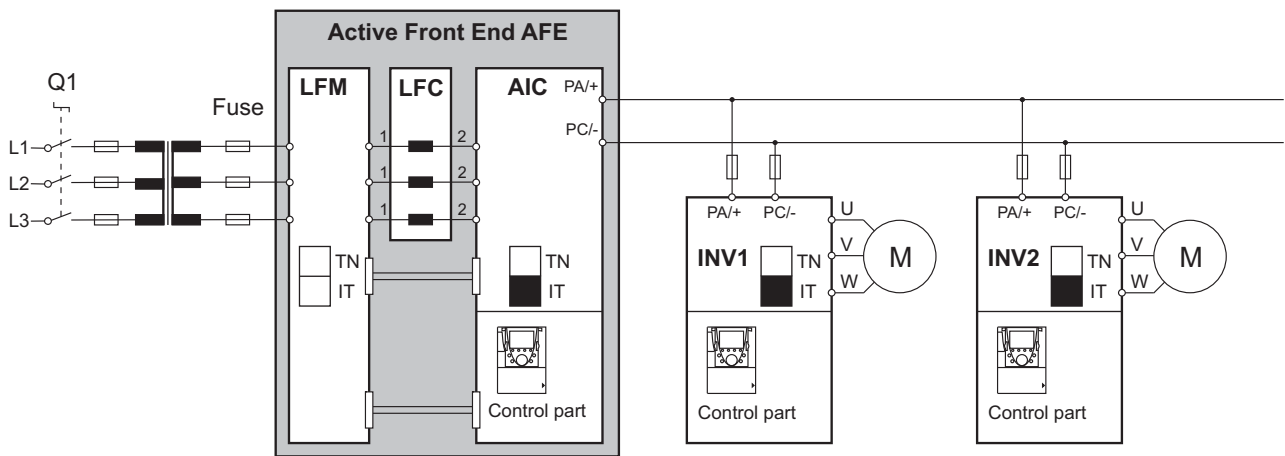 Active Front End AFE
Q1
Fuse
LFM
LFC
AIC
PA/+
PC/-
L1
L2
L3
1
2
1
2
1
2
TN
IT
TN
IT
Control part
PA/+
PC/-
INV1
TN
IT
U
V
W
M
Control part
PA/+
PC/-
INV2
TN
IT
U
V
W
M
Control part